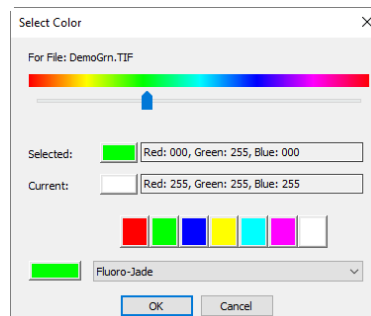 Select Color
For File: DemoGrn.TIF
Selected: Red: 000, Green: 255, Blue: 000
Current: Red: 255, Green: 255, Blue: 255
Fluoro-Jade
OK Cancel